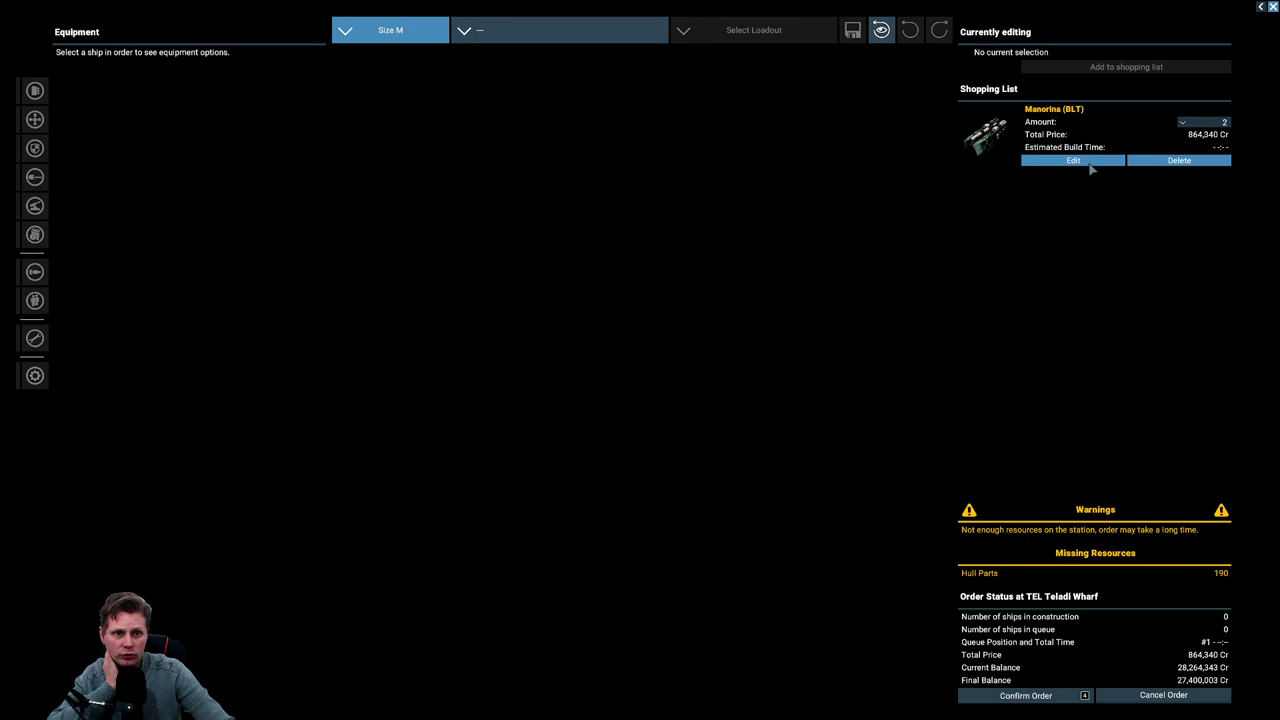 Equipment
Select a ship in order to see equipment options.
Size M
--
Select Loadout
Currently editing
No current selection
Add to shopping list
Shopping List
Manorina (BLT)
Amount: 2
Total Price: 864,340 Cr
Estimated Build Time: --:--
Edit Delete
Warnings
Not enough resources on the station, order may take a long time.
Missing Resources
Hull Parts 190
Order Status at TEL Teladi Wharf
Number of ships in construction 0
Number of ships in queue 0
Queue Position and Total Time #1 - --:--
Total Price 864,340 Cr
Current Balance 28,264,343 Cr
Final Balance 27,400,003 Cr
Confirm Order 4 Cancel Order